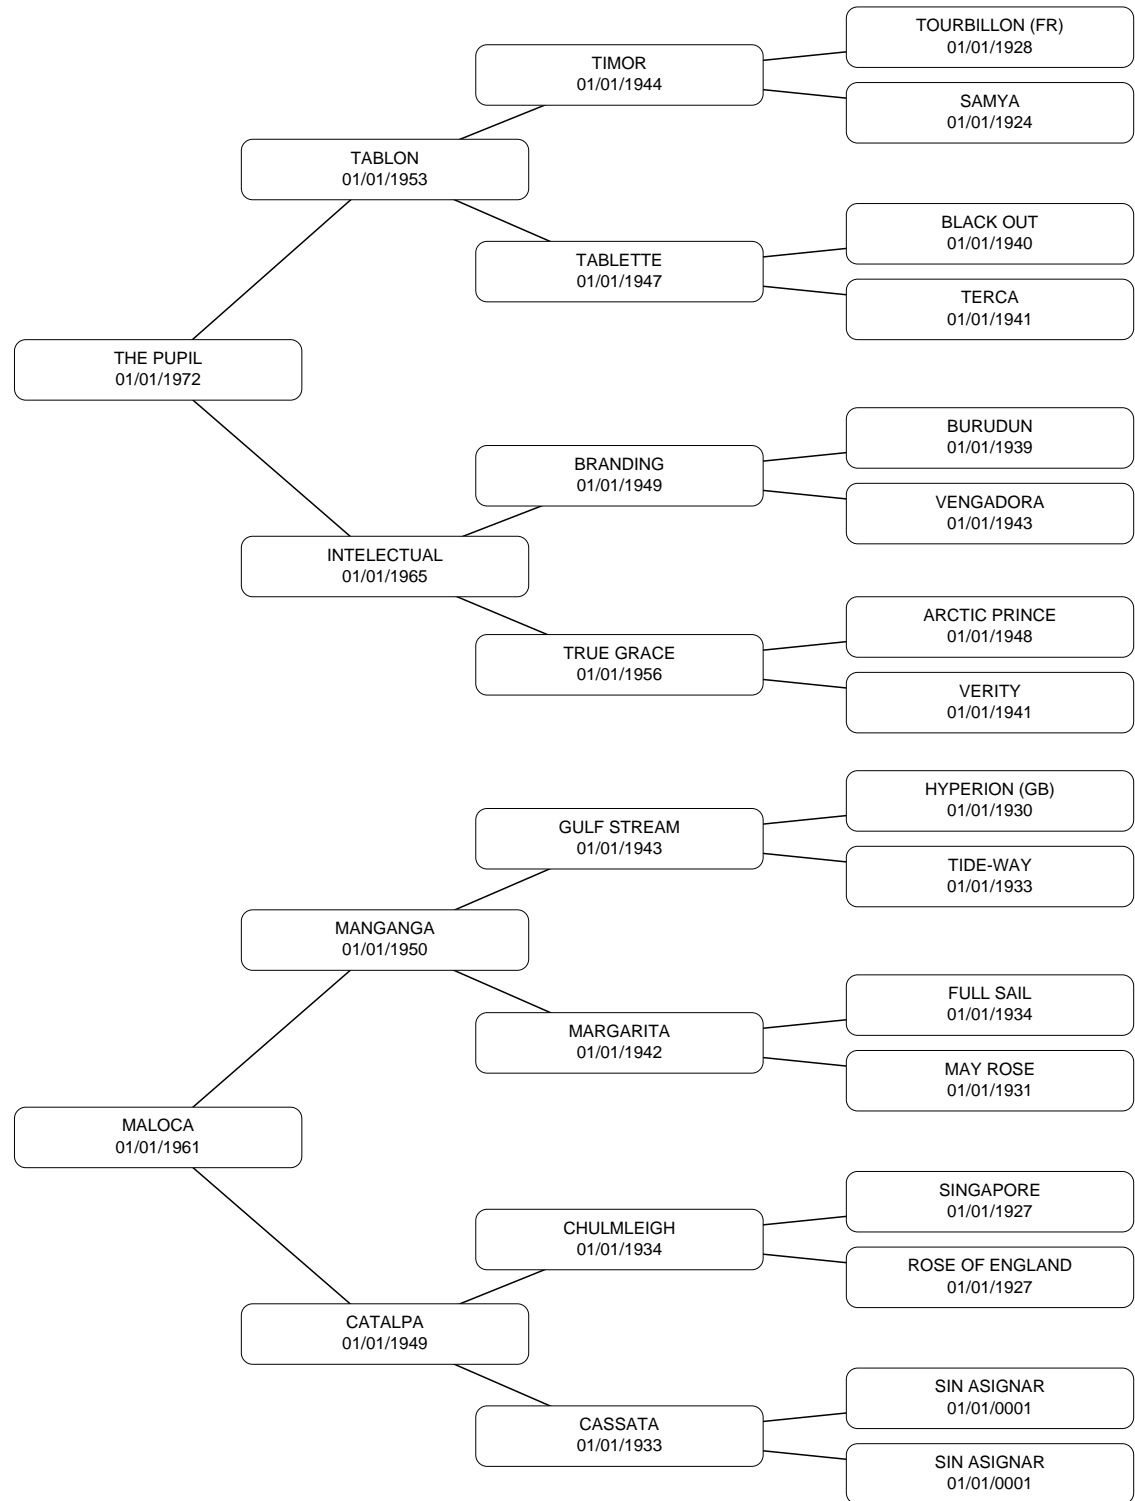 TOURBILLON (FR)
01/01/1928
TIMOR
01/01/1944
SAMYA
01/01/1924
TABLON
01/01/1953
BLACK OUT
01/01/1940
TABLETTE
01/01/1947
TERCA
01/01/1941
THE PUPIL
01/01/1972
BURUDUN
01/01/1939
BRANDING
01/01/1949
VENGADORA
01/01/1943
INTELECTUAL
01/01/1965
ARCTIC PRINCE
01/01/1948
TRUE GRACE
01/01/1956
VERITY
01/01/1941
HYPERION (GB)
01/01/1930
GULF STREAM
01/01/1943
TIDE-WAY
01/01/1933
MANGANGA
01/01/1950
FULL SAIL
01/01/1934
MARGARITA
01/01/1942
MAY ROSE
01/01/1931
MALOCA
01/01/1961
SINGAPORE
01/01/1927
CHULMLEIGH
01/01/1934
ROSE OF ENGLAND
01/01/1927
CATALPA
01/01/1949
SIN ASIGNAR
01/01/0001
CASSATA
01/01/1933
SIN ASIGNAR
01/01/0001